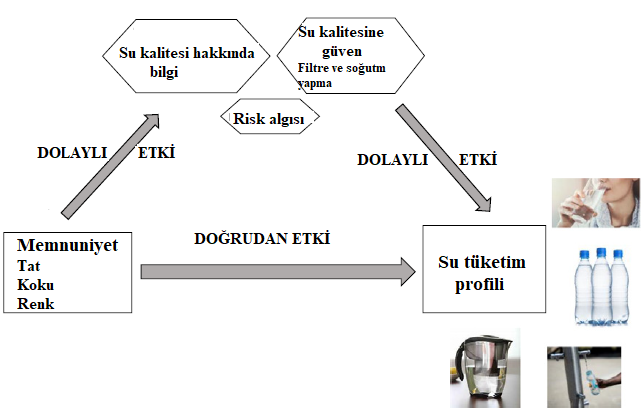 Su kalitesi hakkında
bilgi
Su kalitesine
güven
Filtre ve soğutm
yapma
Risk algısı
DOLAYLI ETKİ
DOLAYLI ETKİ
Memnuniyet
Tat
Koku
Renk
DOĞRUDAN ETKİ
Su tüketim
profili